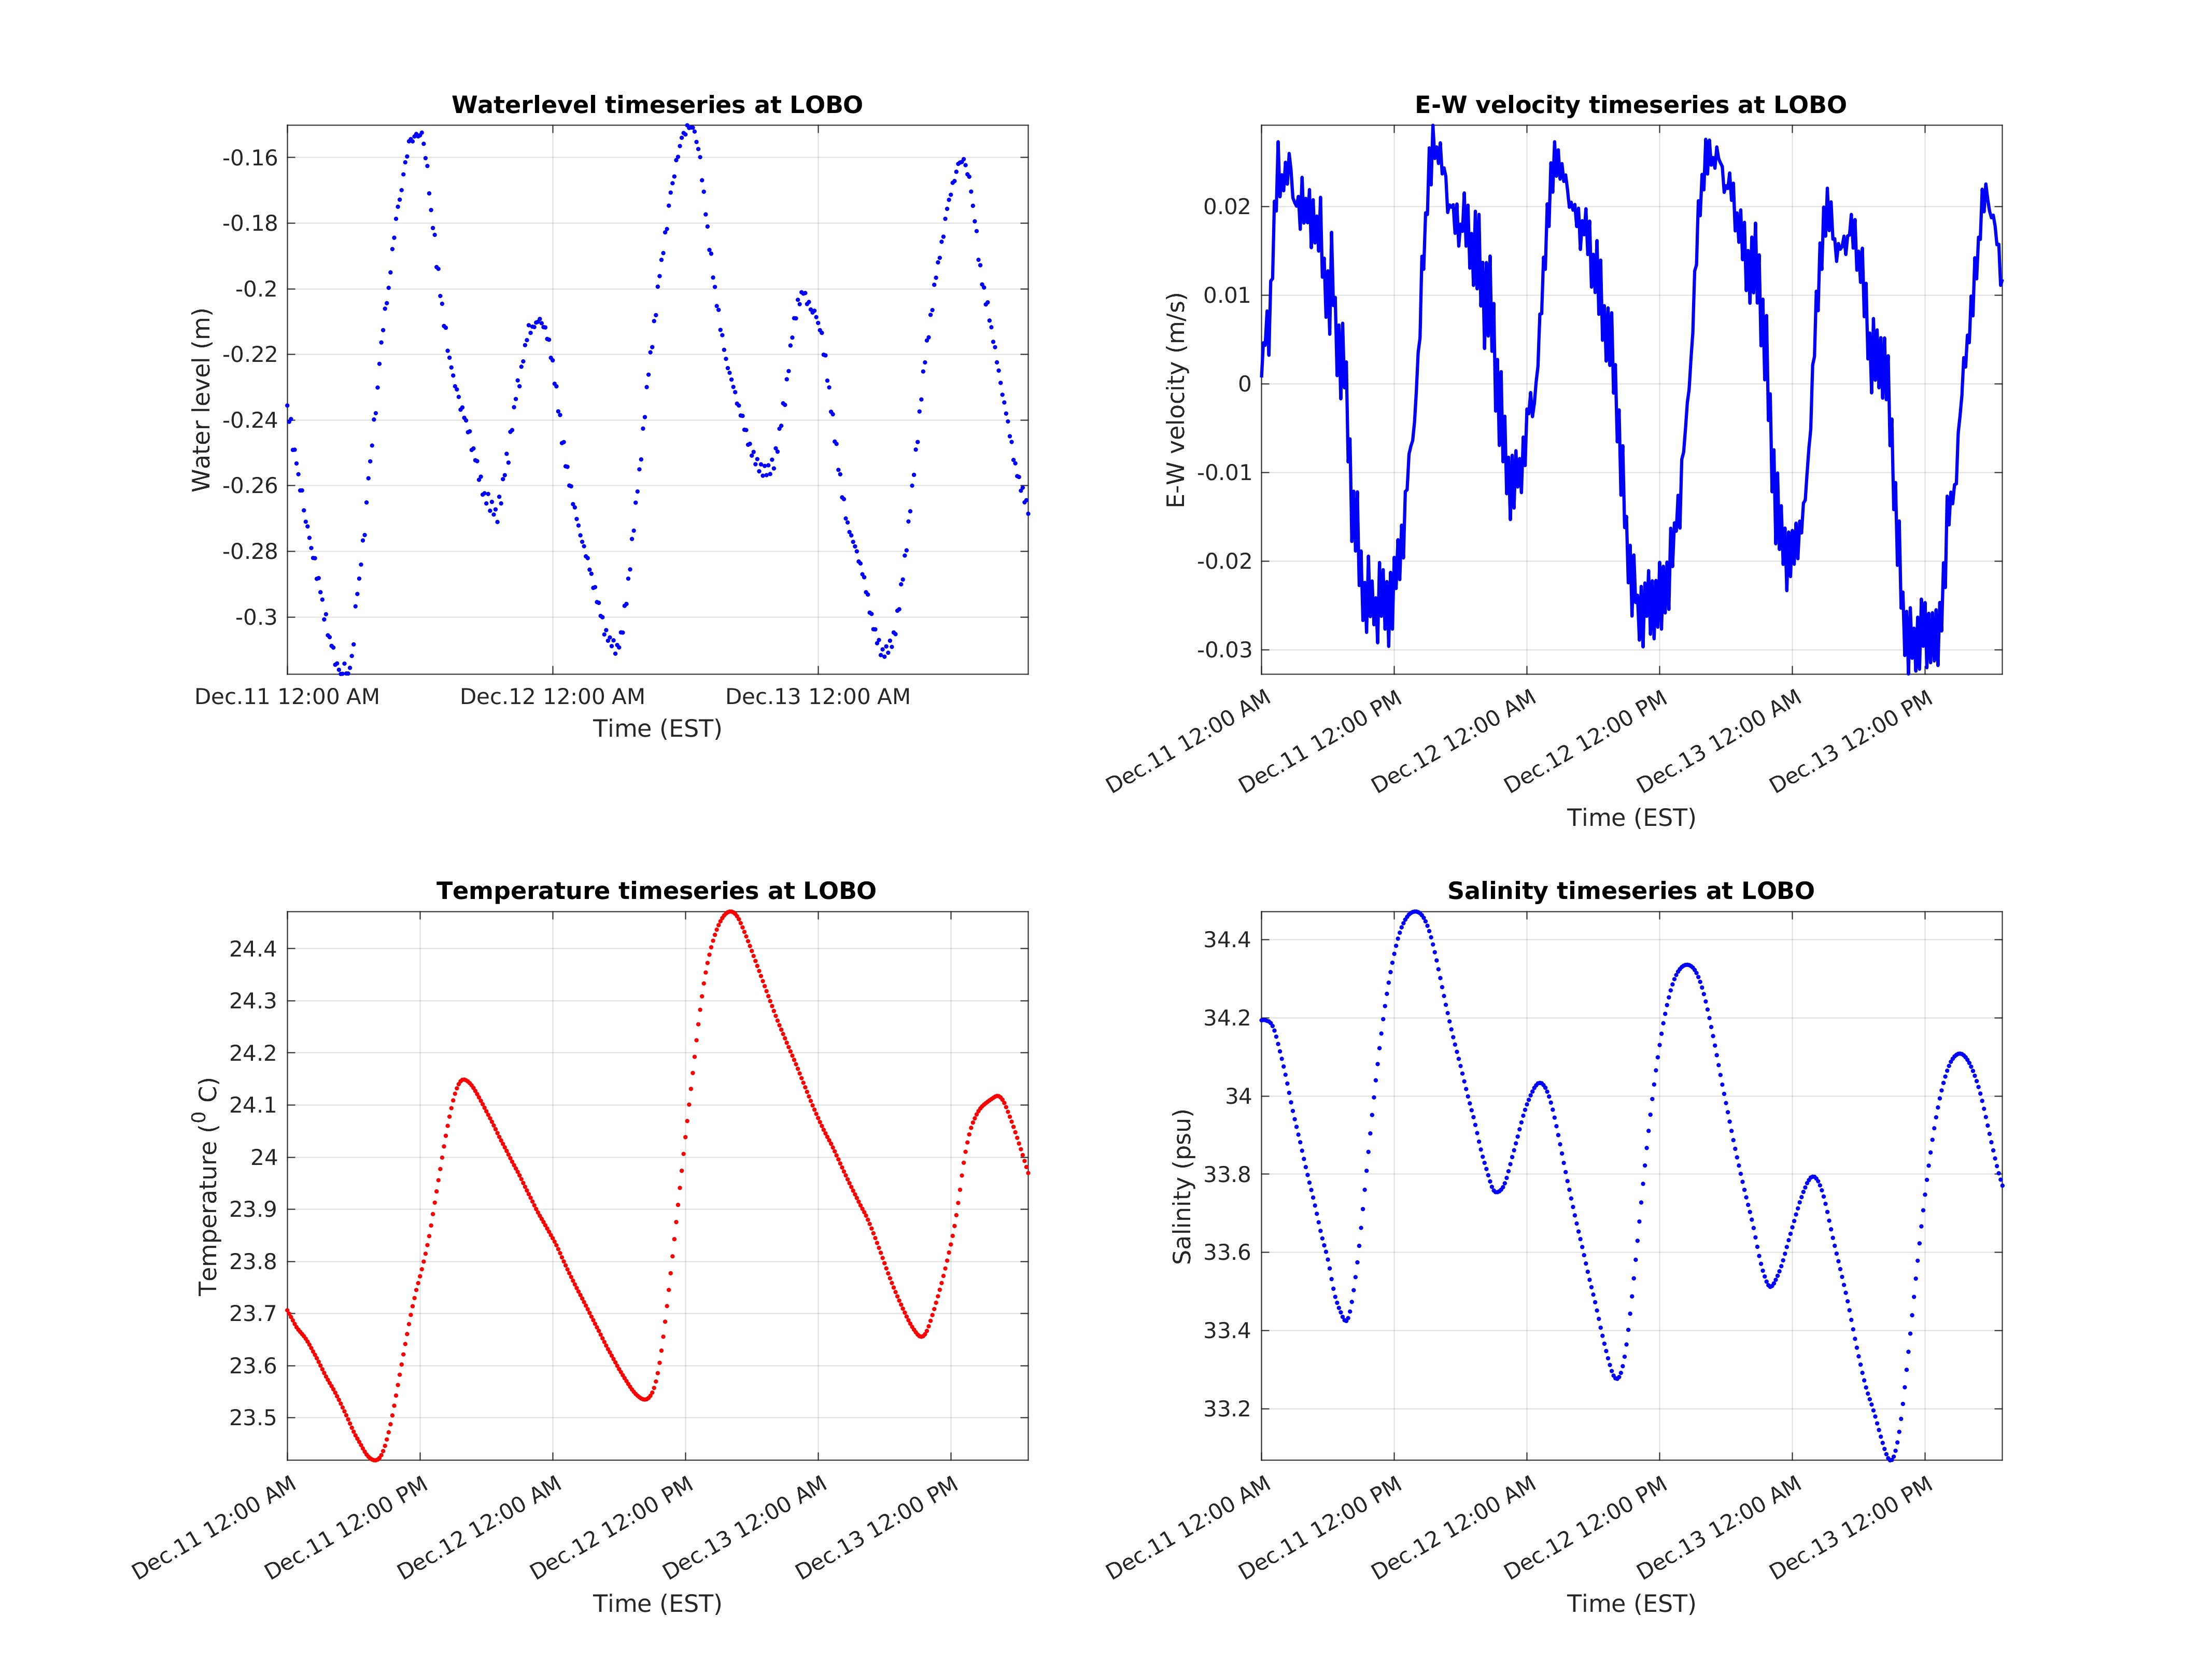 Waterlevel timeseries at LOBO
-0.16
-0.18
-0.2
-0.22
-0.24
-0.26
-0.28
-0.3
Water level (m)
Dec.11 12:00 AM
Dec.12 12:00 AM
Dec.13 12:00 AM
Time (EST)
E-W velocity timeseries at LOBO
0.02
0.01
0
-0.01
-0.02
-0.03
E-W velocity (m/s)
Dec.11 12:00 AM
Dec.11 12:00 PM
Dec.12 12:00 AM
Dec.12 12:00 PM
Dec.13 12:00 AM
Dec.13 12:00 PM
Time (EST)
Temperature timeseries at LOBO
24.4
24.3
24.2
24.1
24
23.9
23.8
23.7
23.6
23.5
Temperature (⁰ C)
Dec.11 12:00 AM
Dec.11 12:00 PM
Dec.12 12:00 AM
Dec.12 12:00 PM
Dec.13 12:00 AM
Dec.13 12:00 PM
Time (EST)
Salinity timeseries at LOBO
34.4
34.2
34
33.8
33.6
33.4
33.2
Salinity (psu)
Dec.11 12:00 AM
Dec.11 12:00 PM
Dec.12 12:00 AM
Dec.12 12:00 PM
Dec.13 12:00 AM
Dec.13 12:00 PM
Time (EST)